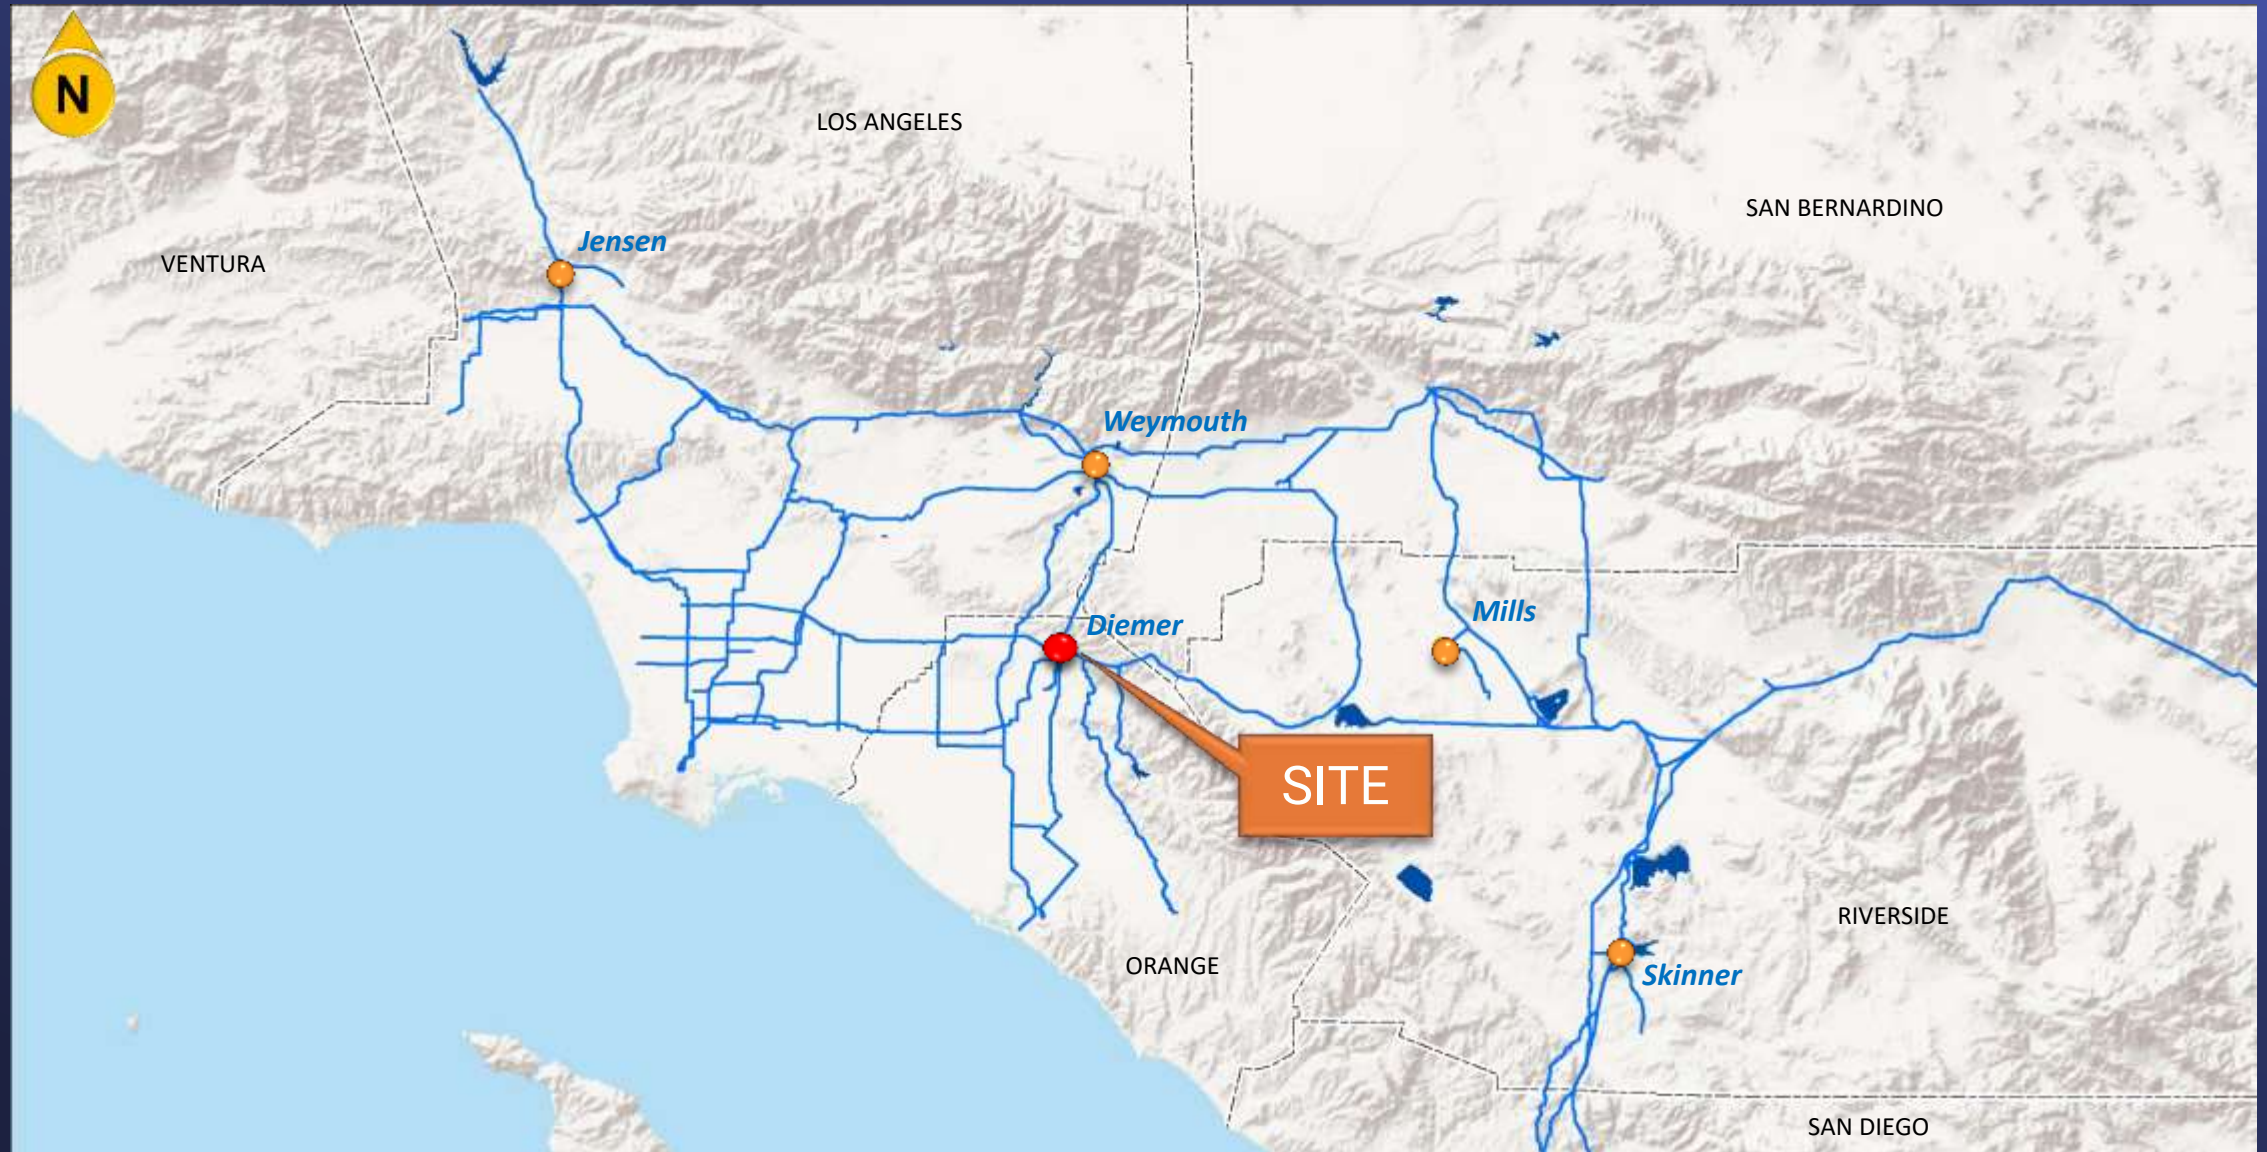 N
LOS ANGELES
SAN BERNARDINO
Jensen
VENTURA
Weymouth
Mills
Diemer
SITE
RIVERSIDE
ORANGE
Skinner
SAN DIEGO